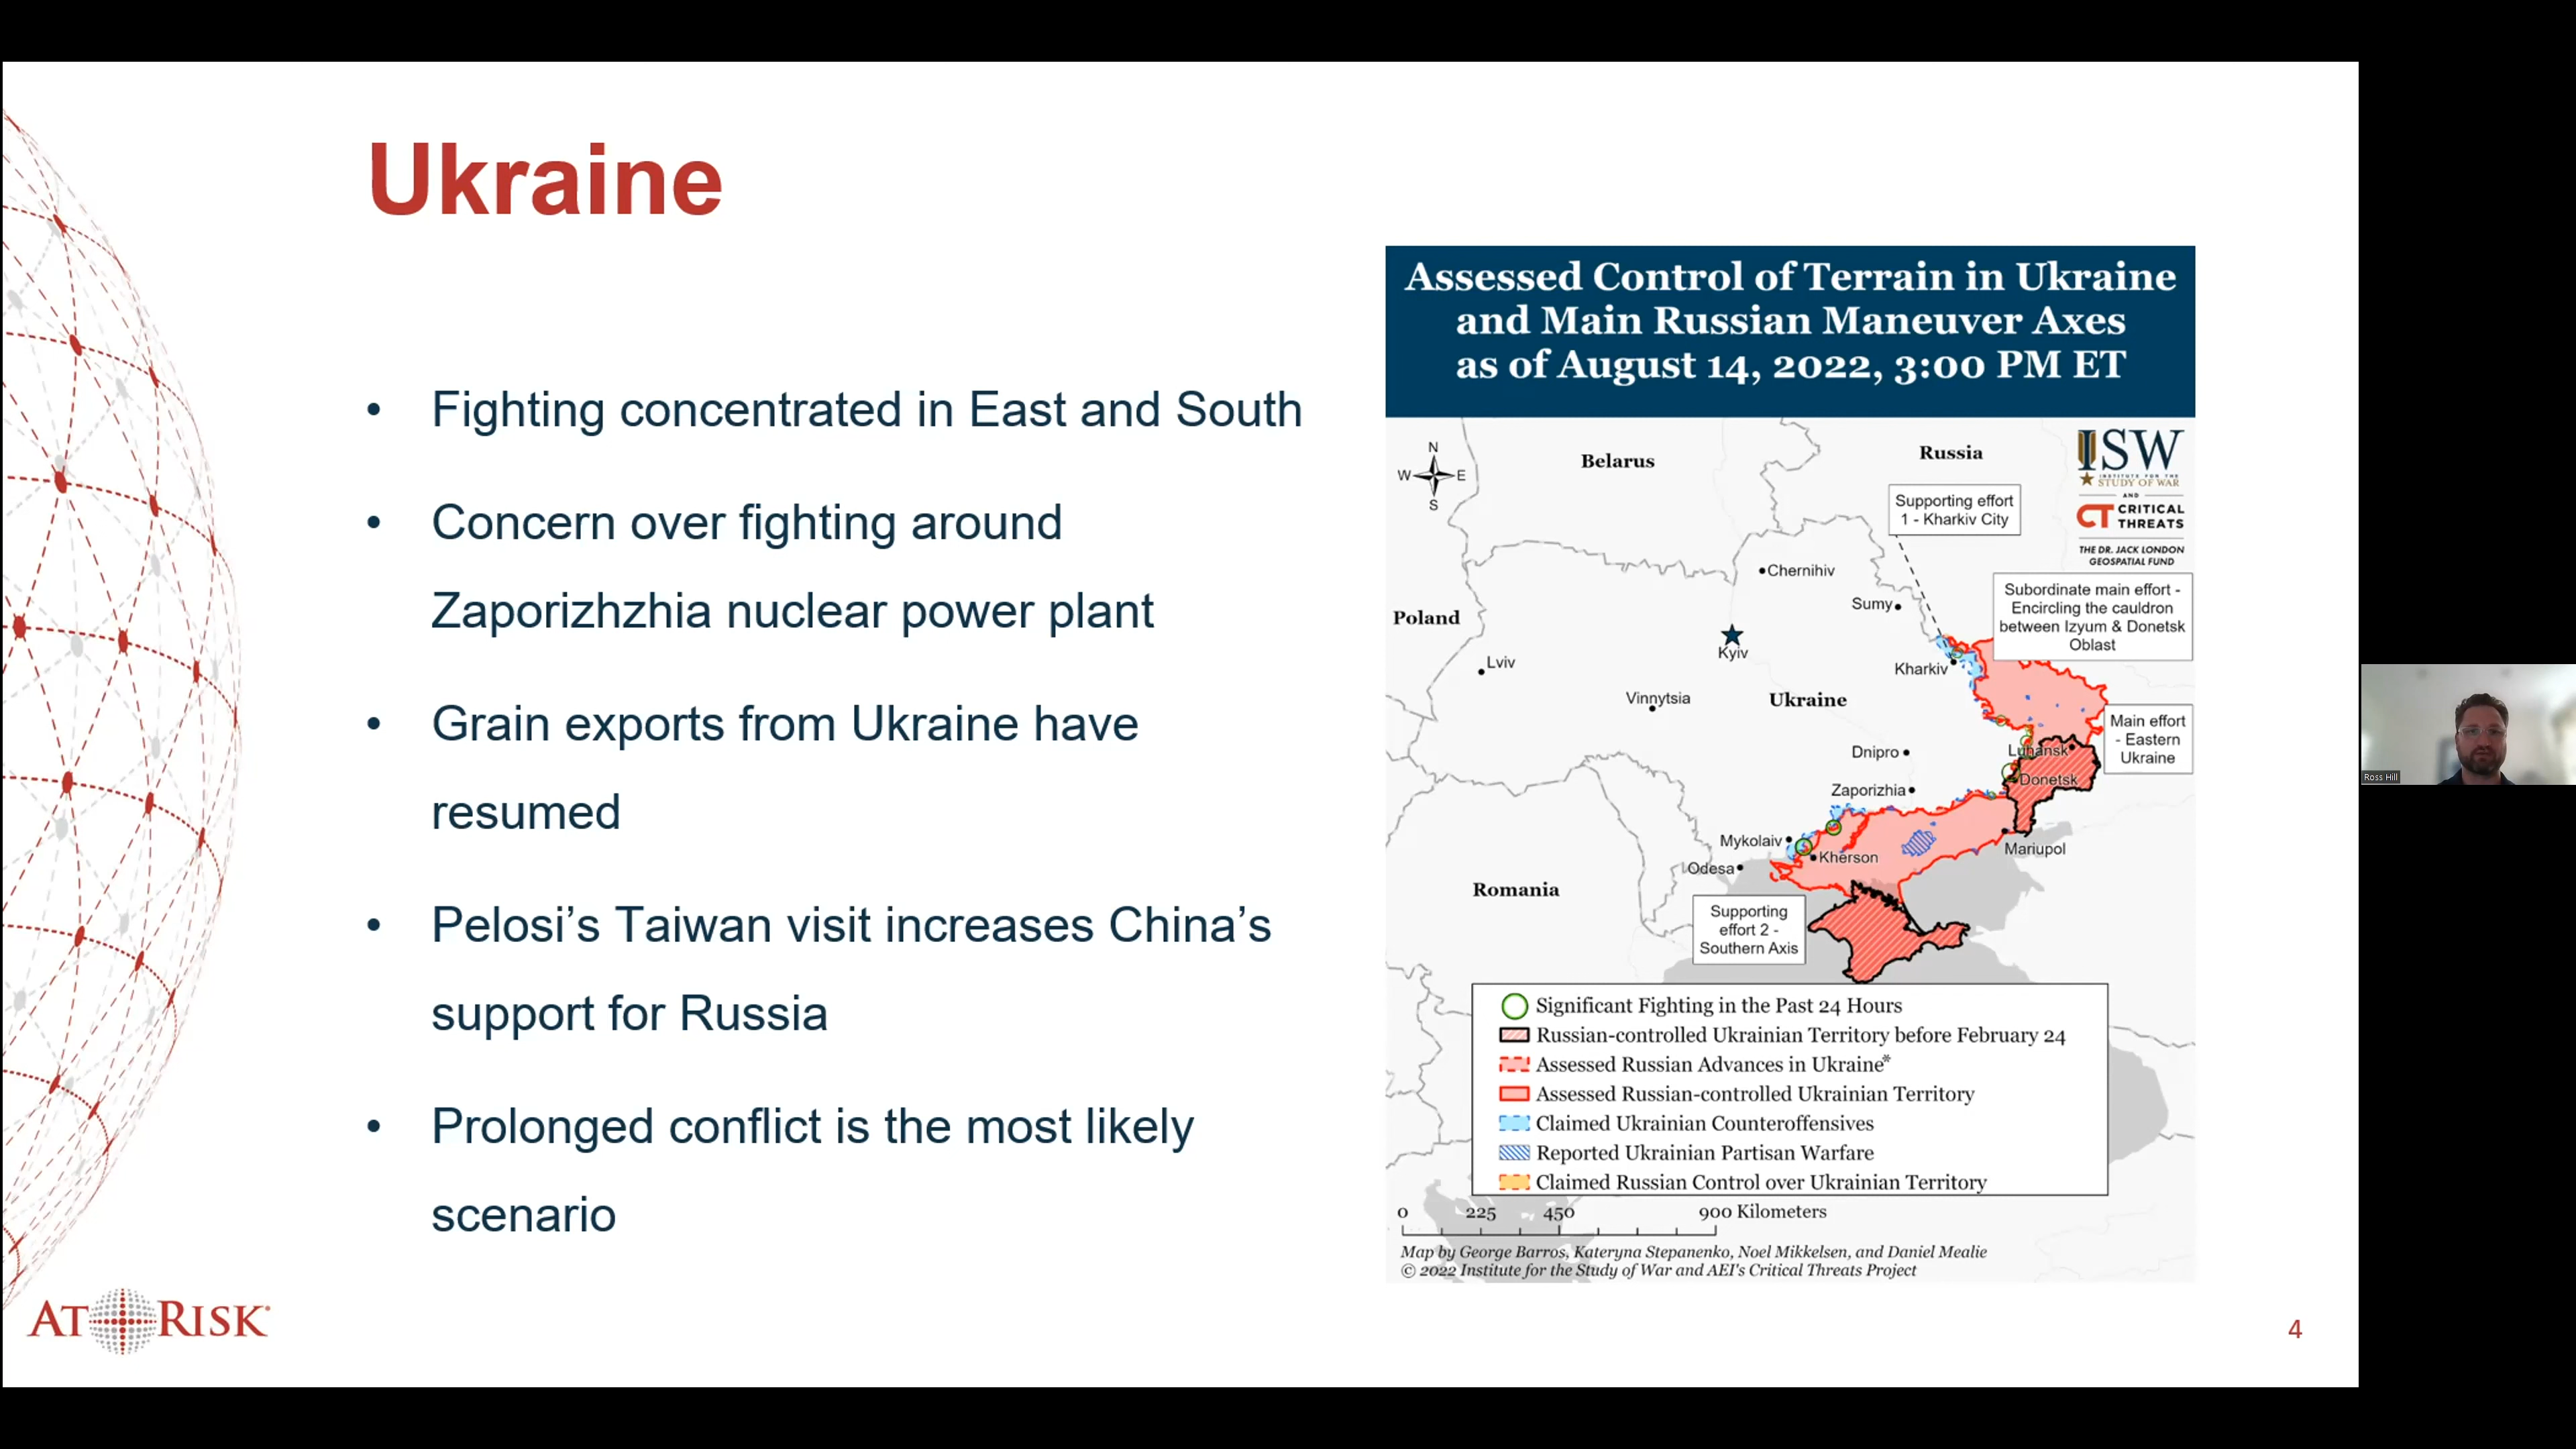 Ukraine
• Fighting concentrated in East and South
• Concern over fighting around
Zaporizhzhia nuclear power plant
• Grain exports from Ukraine have
resumed
• Pelosi’s Taiwan visit increases China’s
support for Russia
• Prolonged conflict is the most likely
scenario
AT RISK
4
Assessed Control of Terrain in Ukraine
and Main Russian Maneuver Axes
as of August 14, 2022, 3:00 PM ET
N
W E
S
Belarus
Russia
ISW
INSTITUTE FOR THE
STUDY OF WAR
AND
CT CRITICAL
THREATS
THE DR. JACK LONDON
GEOSPATIAL FUND
Supporting effort
1 - Kharkiv City
Subordinate main effort -
Encircling the cauldron
between Izyum & Donetsk
Oblast
Main effort
- Eastern
Ukraine
Supporting
effort 2 -
Southern Axis
Chernihiv
Sumy
Poland
Kyiv
Lviv
Kharkiv
Vinnytsia
Ukraine
Dnipro
Luhansk
Donetsk
Zaporizhia
Mykolaiv
Kherson
Mariupol
Odesa
Romania
Significant Fighting in the Past 24 Hours
Russian-controlled Ukrainian Territory before February 24
Assessed Russian Advances in Ukraine*
Assessed Russian-controlled Ukrainian Territory
Claimed Ukrainian Counteroffensives
Reported Ukrainian Partisan Warfare
Claimed Russian Control over Ukrainian Territory
0 225 450 900 Kilometers
Map by George Barros, Kateryna Stepanenko, Noel Mikkelsen, and Daniel Mealie
© 2022 Institute for the Study of War and AEI's Critical Threats Project
Ross Hill